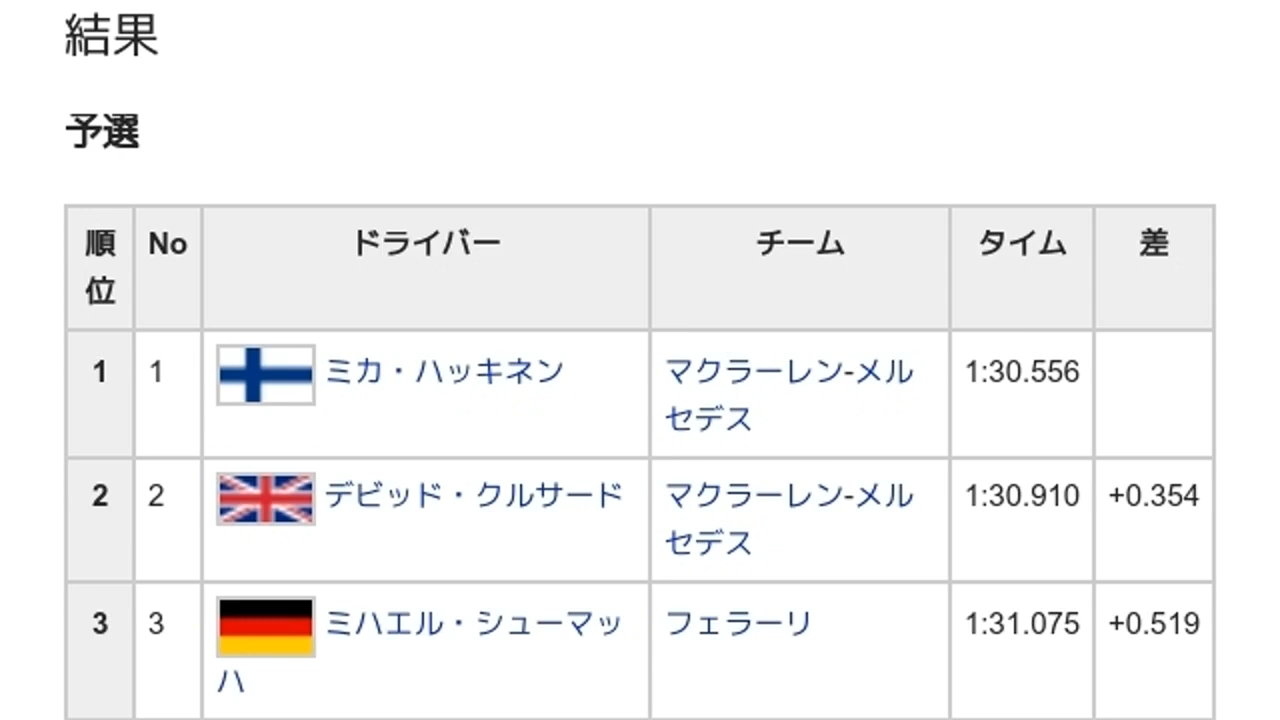 結果
予選
順位 No ドライバー チーム タイム 差
1 1 ミカ・ハッキネン マクラーレン-メルセデス 1:30.556
2 2 デビッド・クルサード マクラーレン-メルセデス 1:30.910 +0.354
3 3 ミハエル・シューマッハ フェラーリ 1:31.075 +0.519